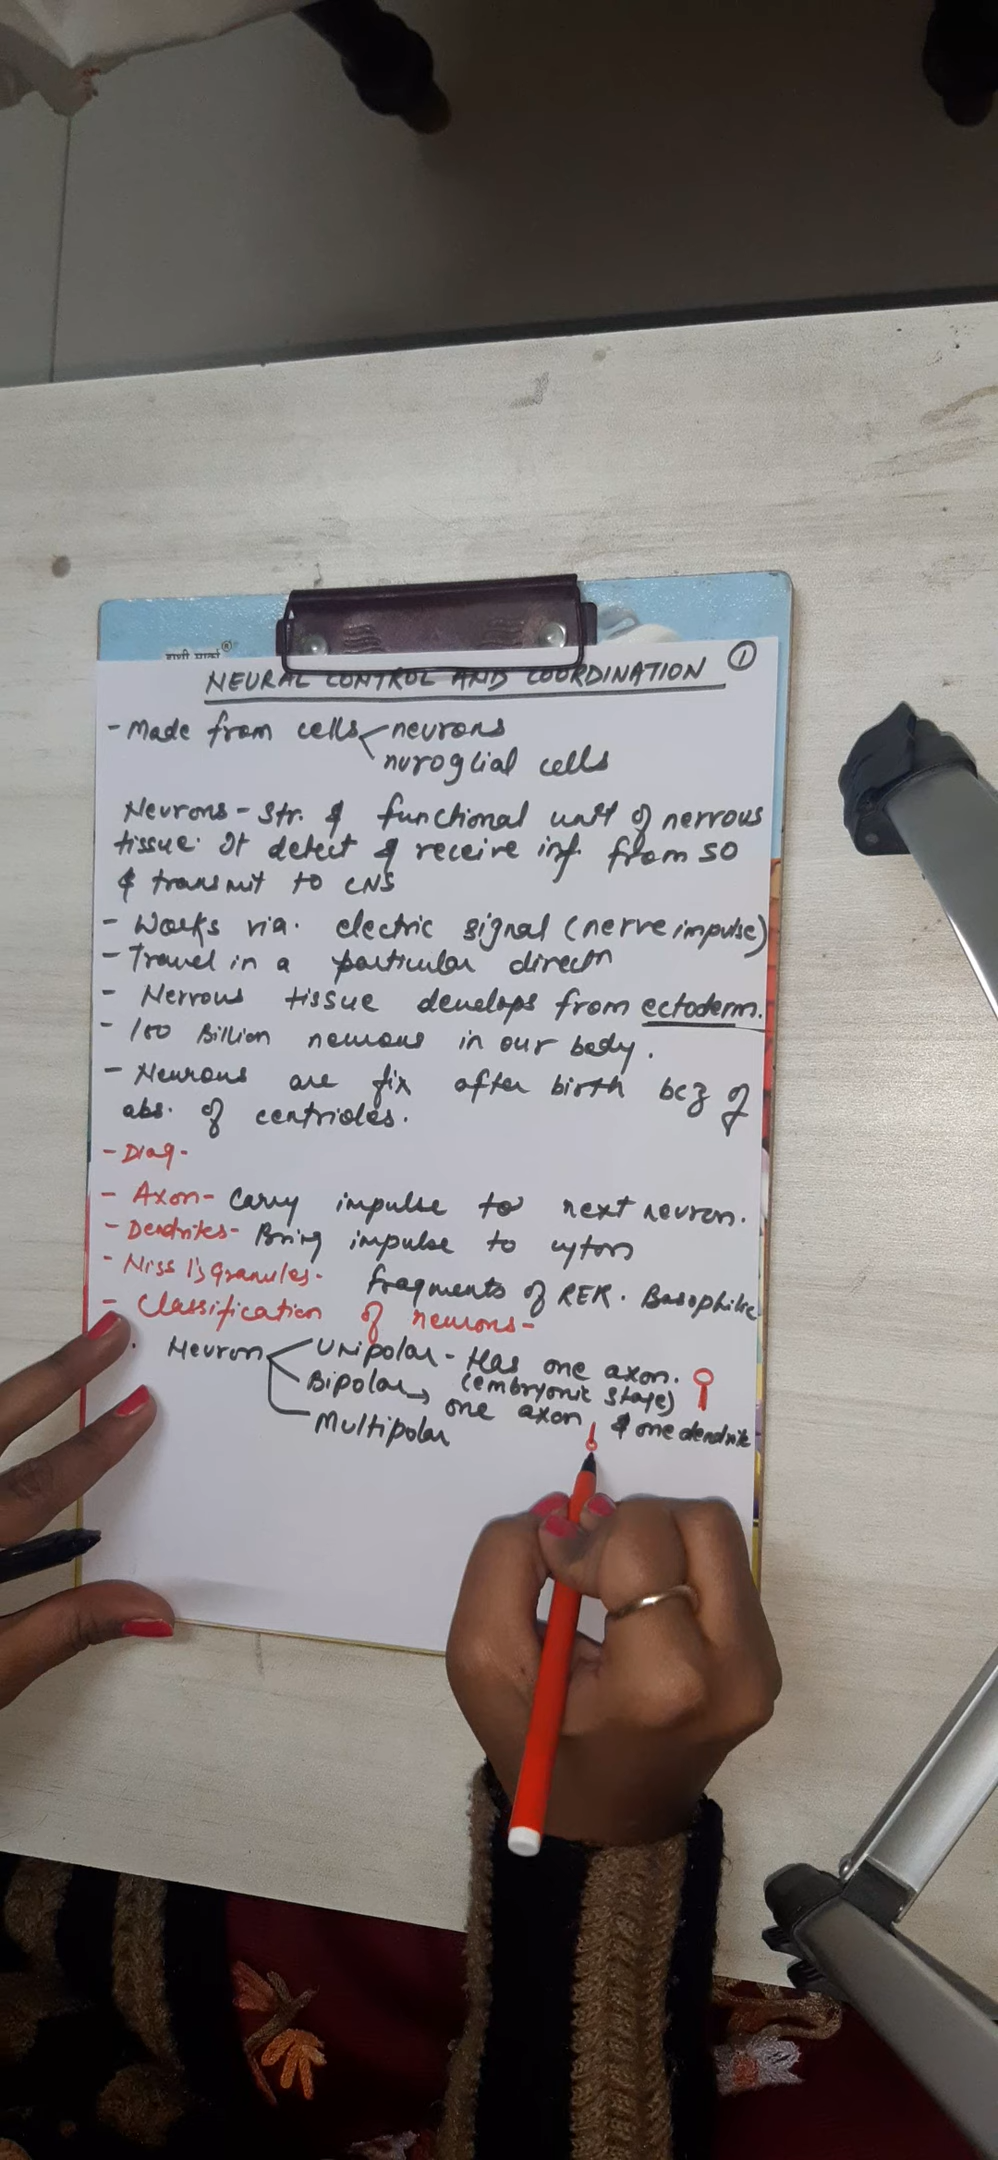 NEURAL CONTROL AND COORDINATION ①
- Made from cells neurons
nuroglial cells
Neurons - Str. & functional unit of nervous
tissue. It detect & receive inf. from SO
& transmit to CNS
- Works via. electric signal (nerve impulse)
- Travel in a particular directn
- Nervous tissue develops from ectoderm.
- 100 Billion neurons in our body.
- Neurons are fix after birth bcz of
abs. of centrioles.
- Diag -
- Axon - Carry impulse to next neuron.
- Dendrites - Bring impulse to cyton
- Nissl's granules - fragments of RER. Basophilic
- Classification of neurons -
Neuron Unipolar - Has one axon.
(embryonic stage)
Bipolar → one axon & one dendrite
Multipolar